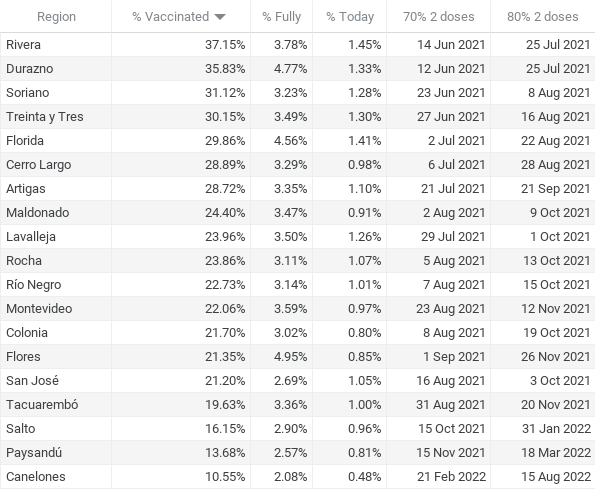 Region % Vaccinated % Fully % Today 70% 2 doses 80% 2 doses
Rivera 37.15% 3.78% 1.45% 14 Jun 2021 25 Jul 2021
Durazno 35.83% 4.77% 1.33% 12 Jun 2021 25 Jul 2021
Soriano 31.12% 3.23% 1.28% 23 Jun 2021 8 Aug 2021
Treinta y Tres 30.15% 3.49% 1.30% 27 Jun 2021 16 Aug 2021
Florida 29.86% 4.56% 1.41% 2 Jul 2021 22 Aug 2021
Cerro Largo 28.89% 3.29% 0.98% 6 Jul 2021 28 Aug 2021
Artigas 28.72% 3.35% 1.10% 21 Jul 2021 21 Sep 2021
Maldonado 24.40% 3.47% 0.91% 2 Aug 2021 9 Oct 2021
Lavalleja 23.96% 3.50% 1.26% 29 Jul 2021 1 Oct 2021
Rocha 23.86% 3.11% 1.07% 5 Aug 2021 13 Oct 2021
Río Negro 22.73% 3.14% 1.01% 7 Aug 2021 15 Oct 2021
Montevideo 22.06% 3.59% 0.97% 23 Aug 2021 12 Nov 2021
Colonia 21.70% 3.02% 0.80% 8 Aug 2021 19 Oct 2021
Flores 21.35% 4.95% 0.85% 1 Sep 2021 26 Nov 2021
San José 21.20% 2.69% 1.05% 16 Aug 2021 3 Oct 2021
Tacuarembó 19.63% 3.36% 1.00% 31 Aug 2021 20 Nov 2021
Salto 16.15% 2.90% 0.96% 15 Oct 2021 31 Jan 2022
Paysandú 13.68% 2.57% 0.81% 15 Nov 2021 18 Mar 2022
Canelones 10.55% 2.08% 0.48% 21 Feb 2022 15 Aug 2022